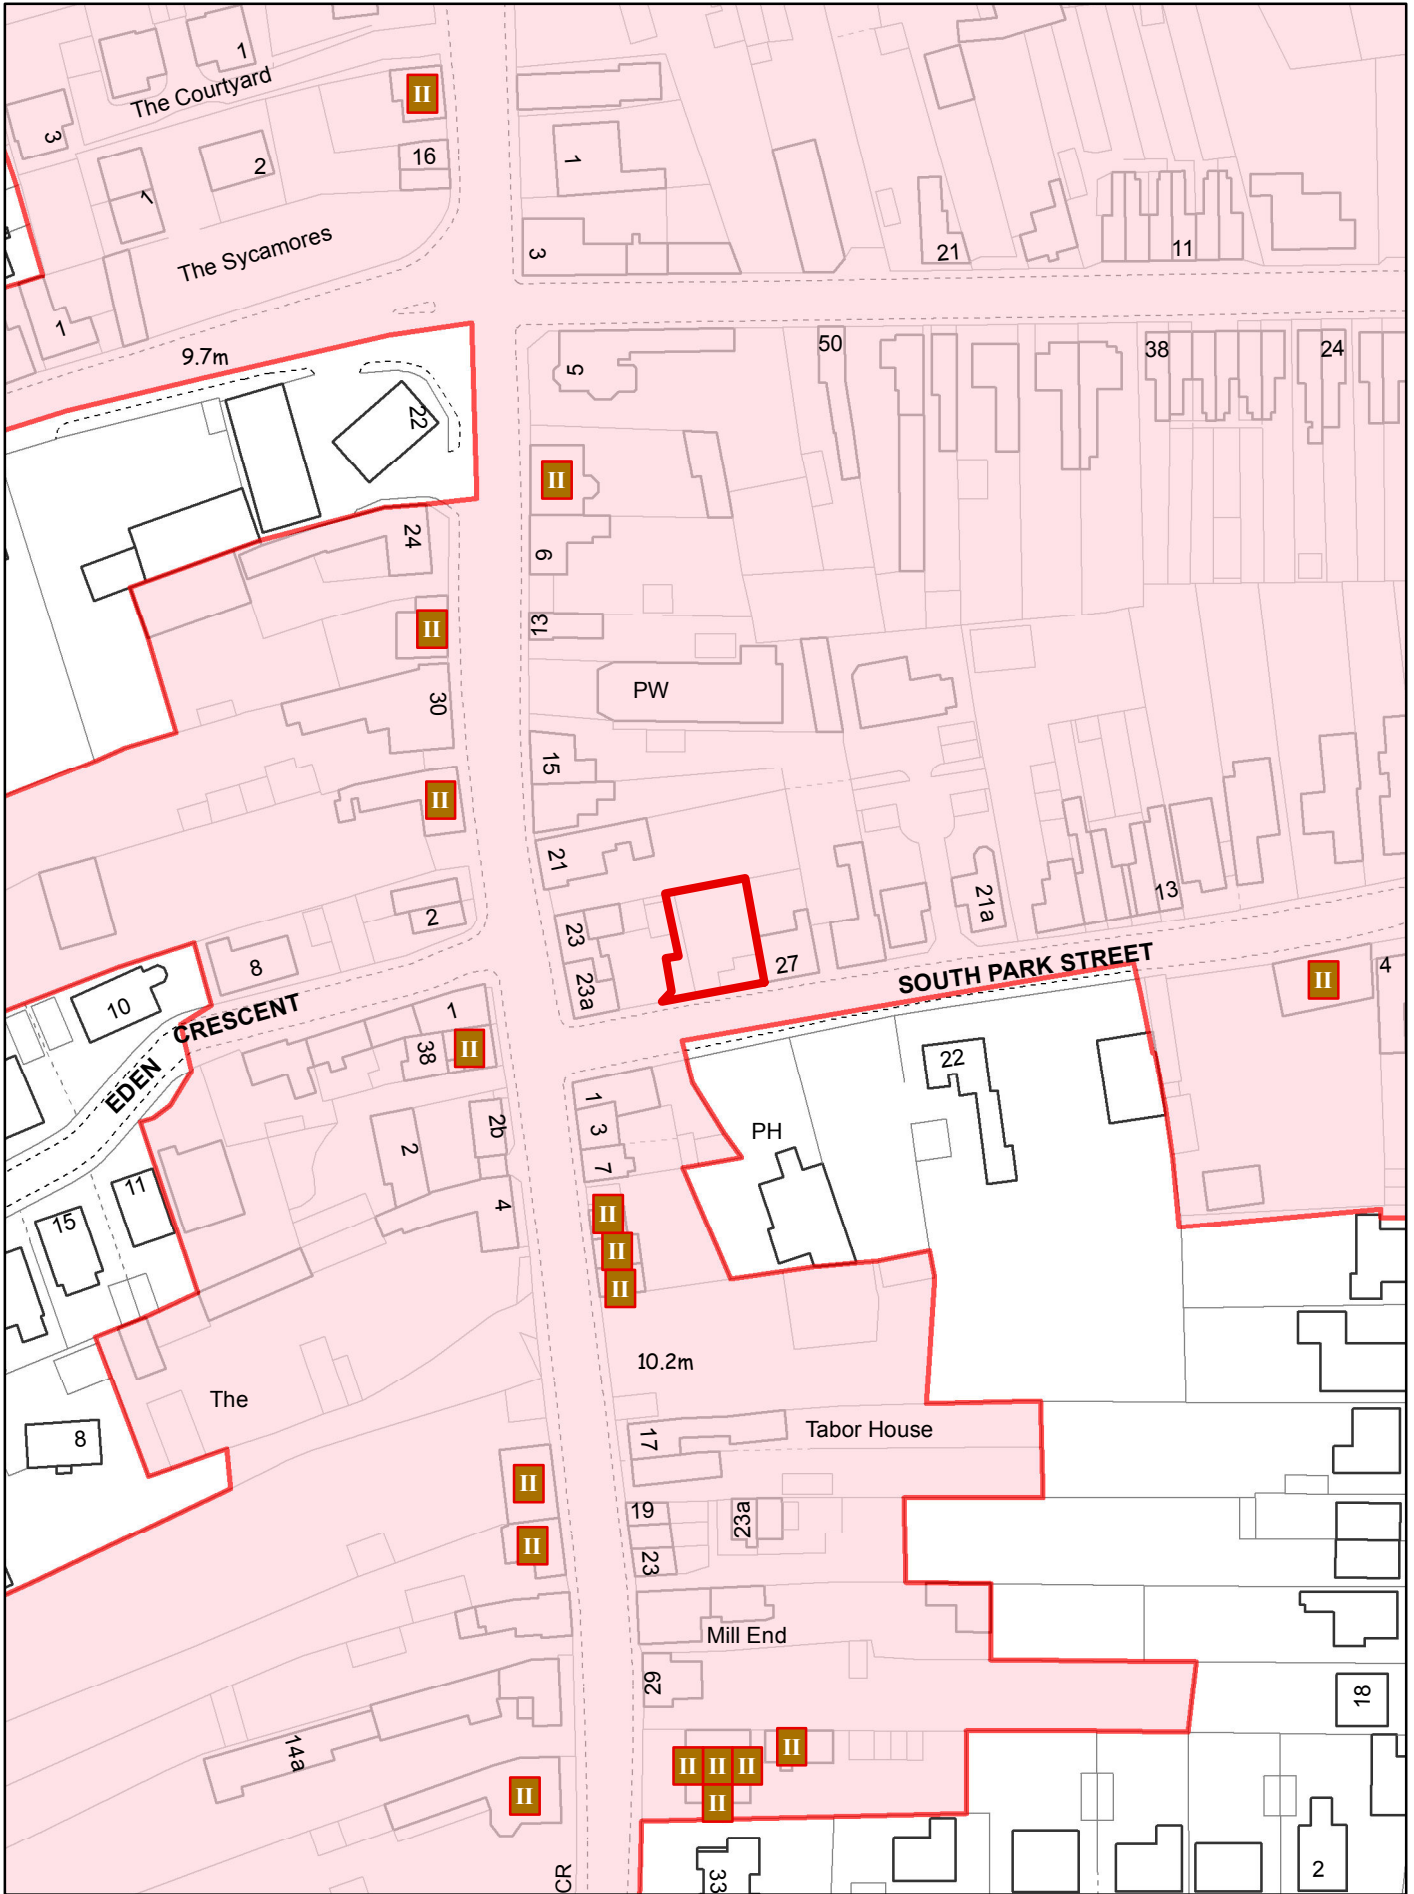 1
The Courtyard
II
3
16
1
2
1
The Sycamores
3
21
11
1
9.7m
5
50
38
24
22
II
24
9
II
13
PW
30
15
II
21
21a
13
2
23
27
SOUTH PARK STREET
4
II
8
23a
10
CRESCENT
1
38
II
22
EDEN
1
2b
3
PH
2
7
11
4
II
15
II
II
10.2m
The
17
Tabor House
8
II
19
23a
II
23
Mill End
29
18
14a
II
II
II
II
II
II
CR
33
2